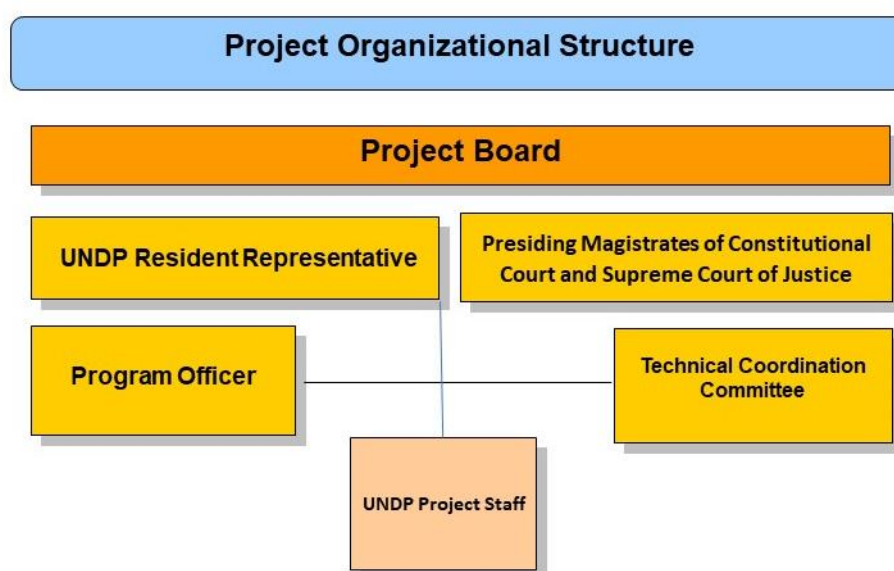 Project Organizational Structure
Project Board
UNDP Resident Representative
Presiding Magistrates of Constitutional
Court and Supreme Court of Justice
Program Officer
Technical Coordination
Committee
UNDP Project Staff